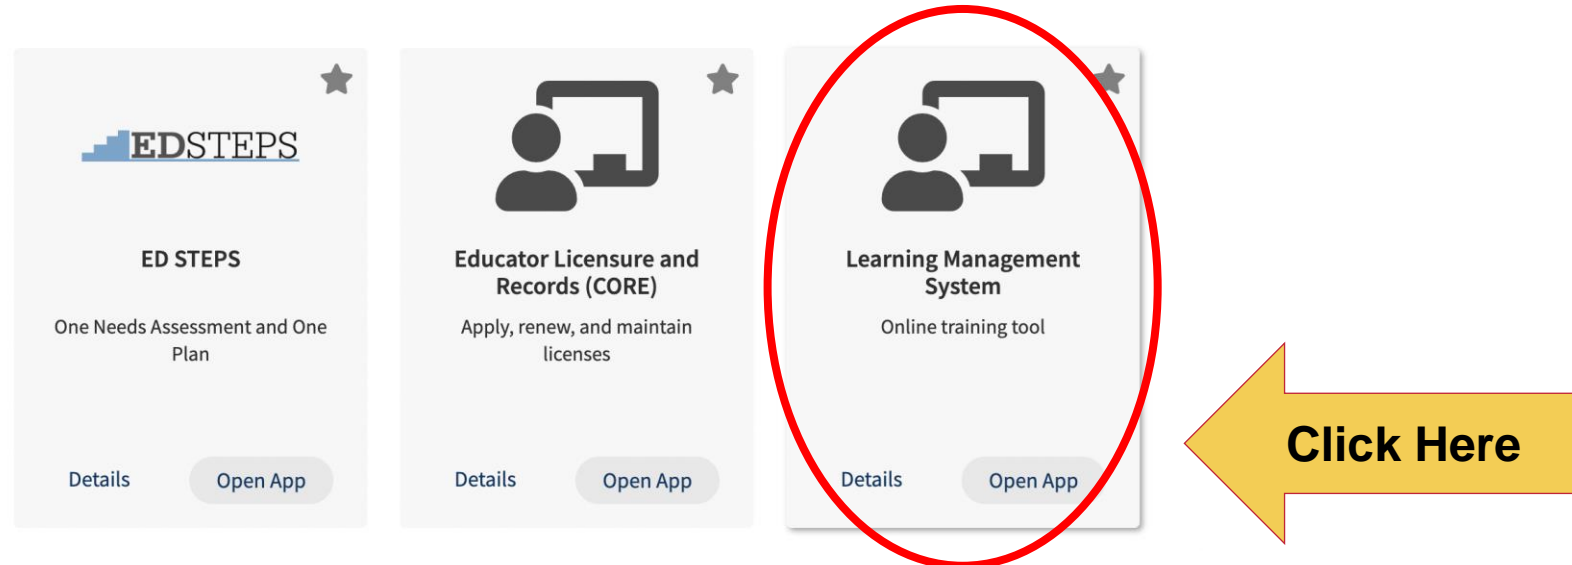 EDSTEPS
ED STEPS
One Needs Assessment and One
Plan
Details
Open App
Educator Licensure and
Records (CORE)
Apply, renew, and maintain
licenses
Details
Open App
Learning Management
System
Online training tool
Details
Open App
Click Here